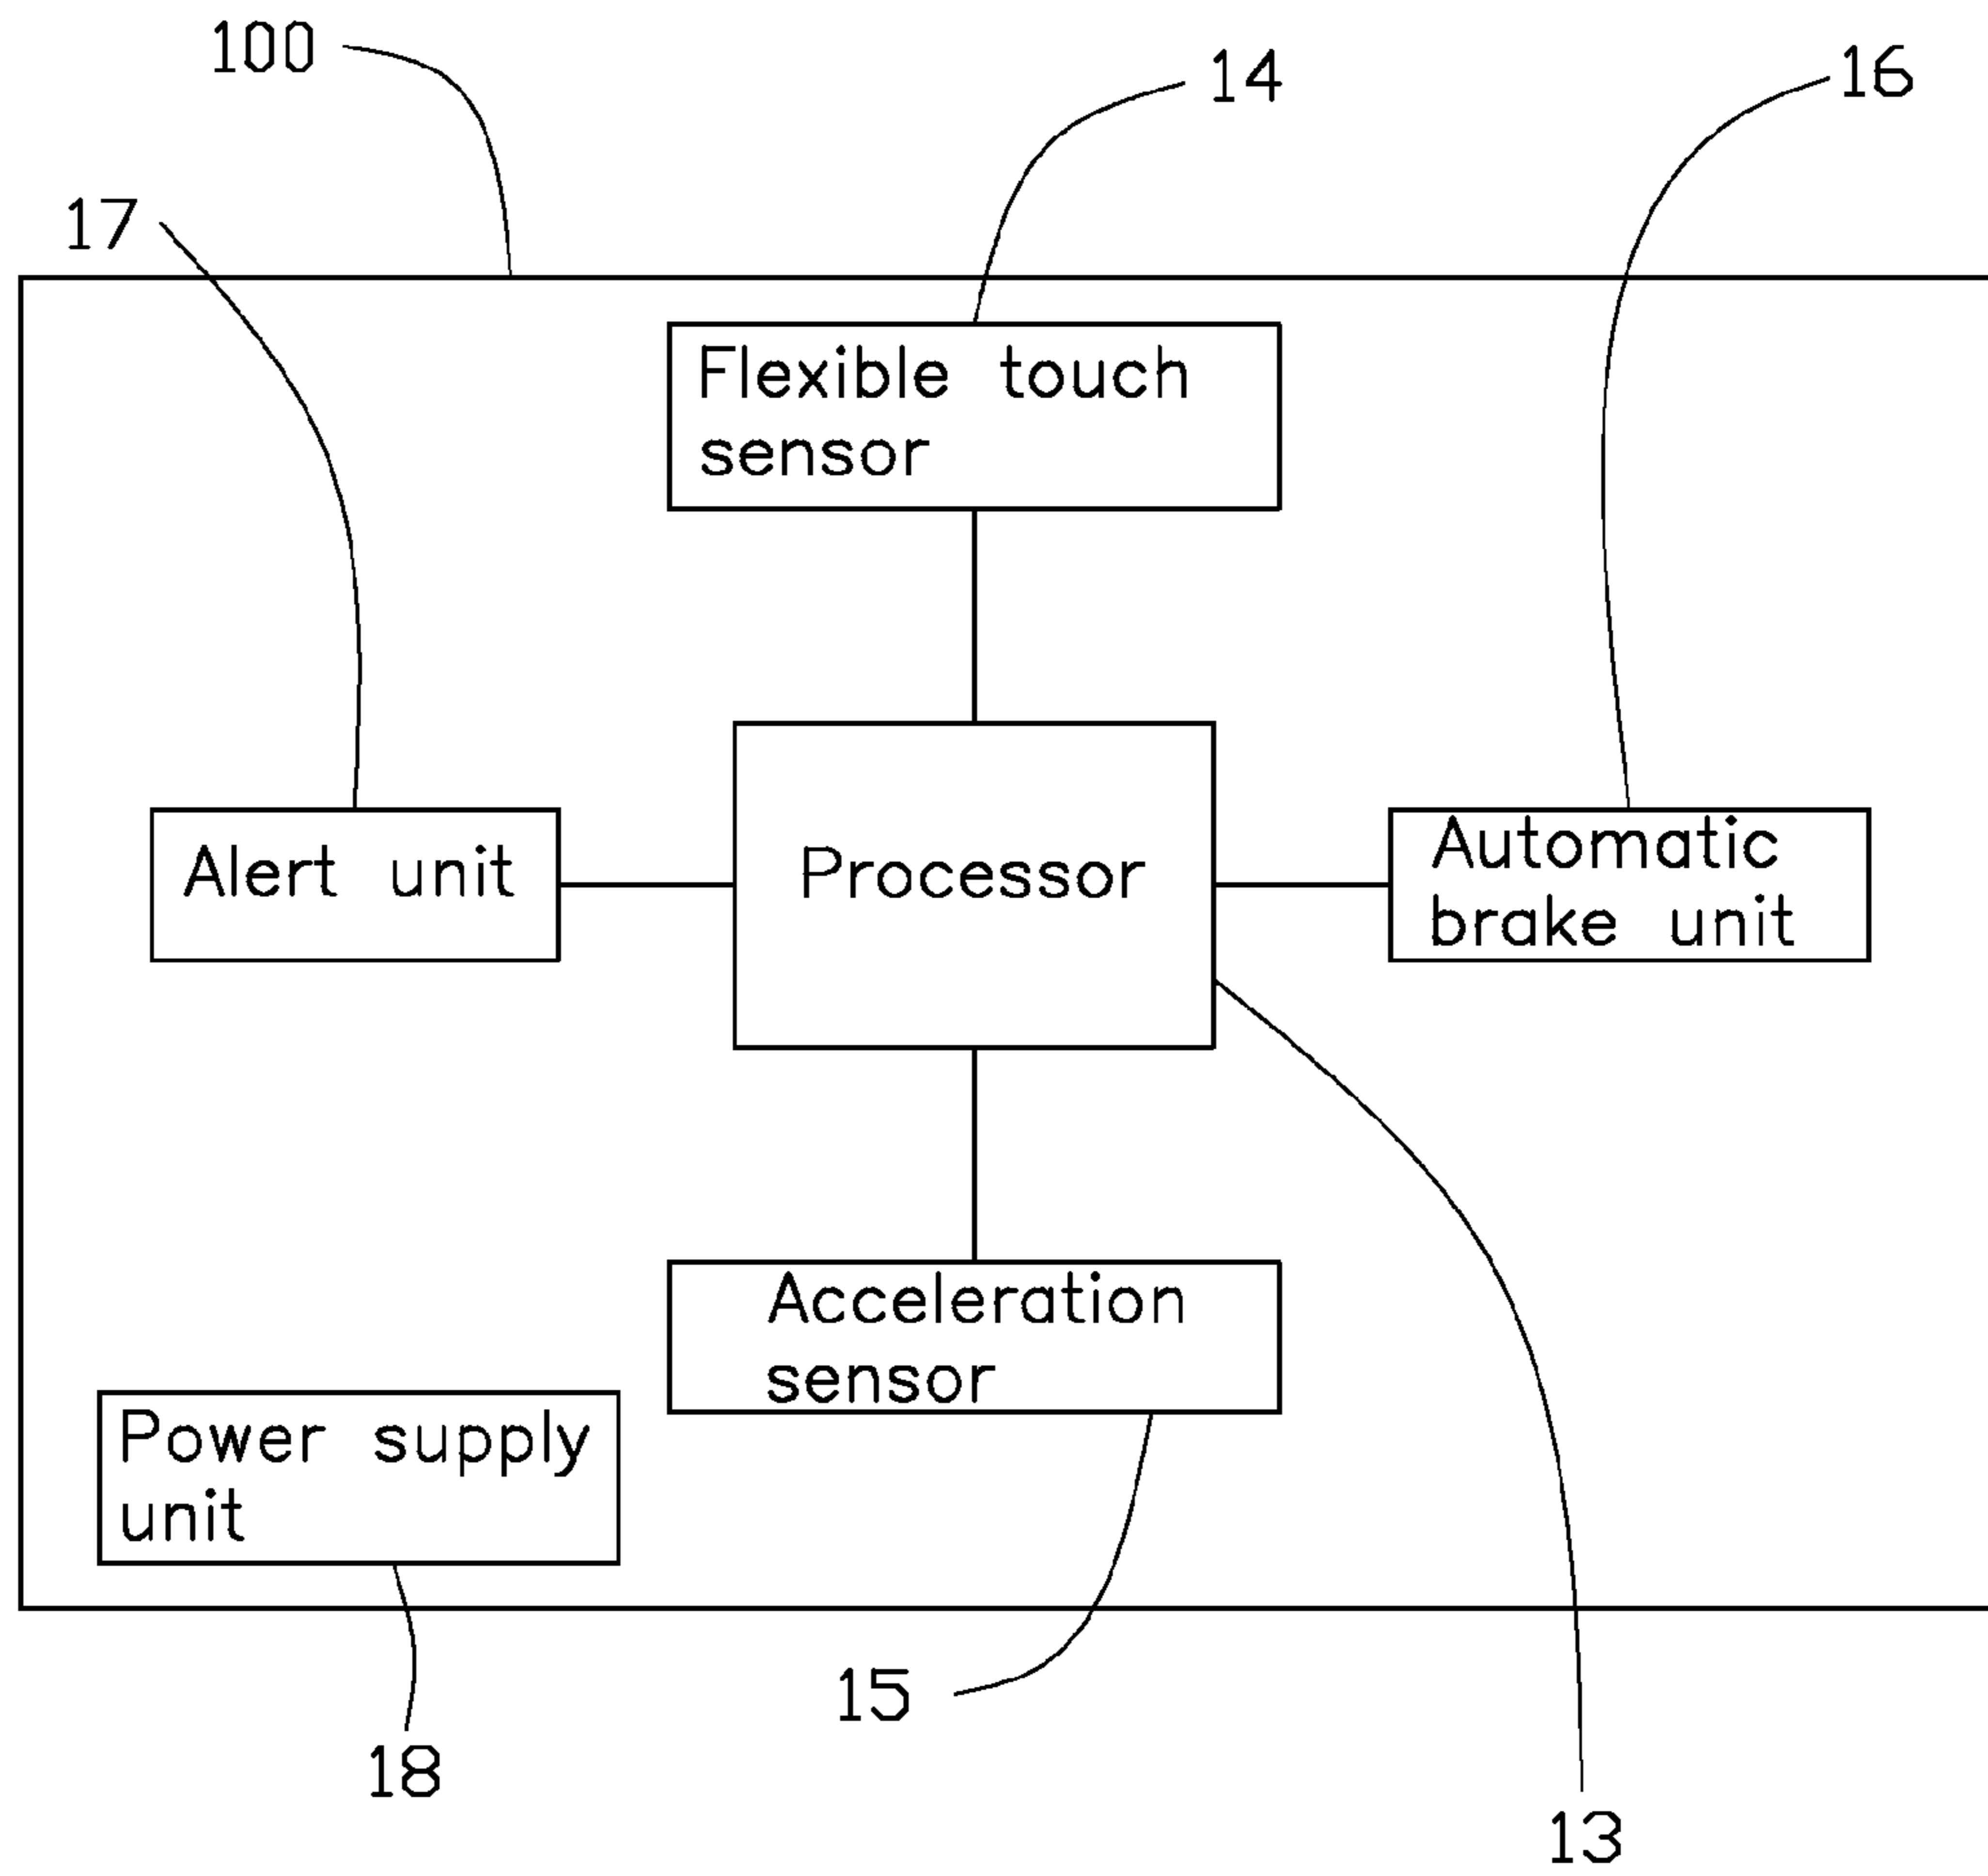 100
14
16
17
Flexible touch
sensor
Alert unit
Processor
Automatic
brake unit
Acceleration
sensor
Power supply
unit
15
18
13